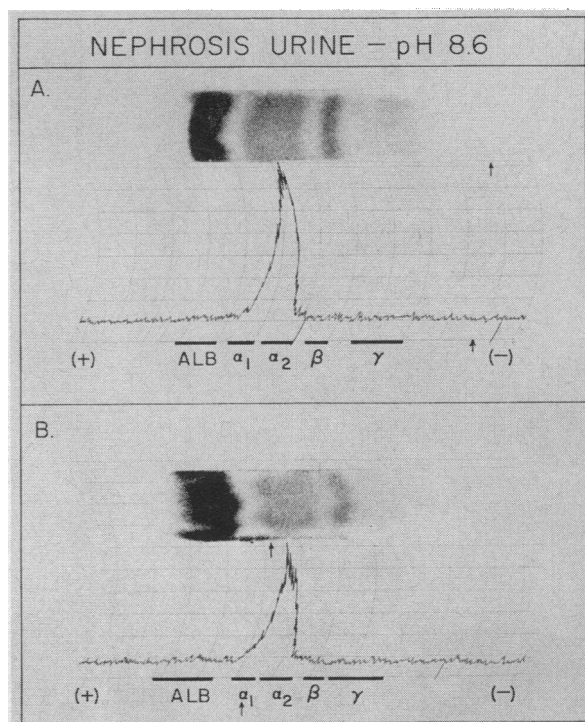 NEPHROSIS URINE – pH 8.6
A.
(+) ALB α1 α2 β γ (–)
B.
(+) ALB α1 α2 β γ (–)